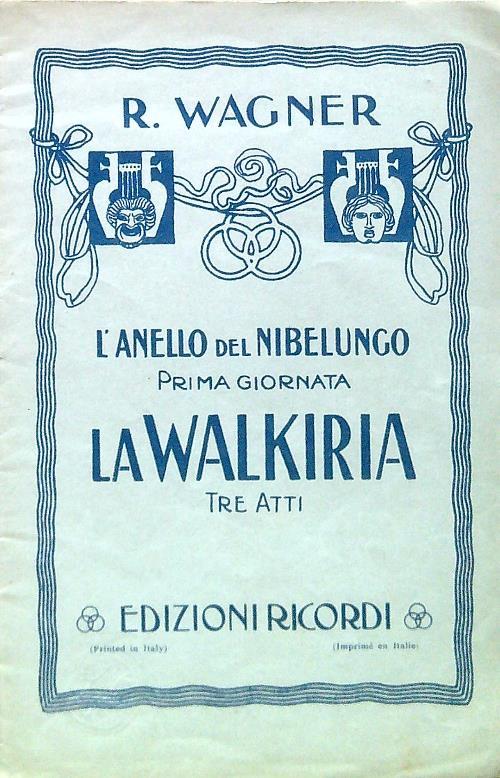 R. WAGNER
L'ANELLO DEL NIBELUNGO
PRIMA GIORNATA
LA WALKIRIA
TRE ATTI
EDIZIONI RICORDI
(Printed in Italy) (Imprimé en Italie)